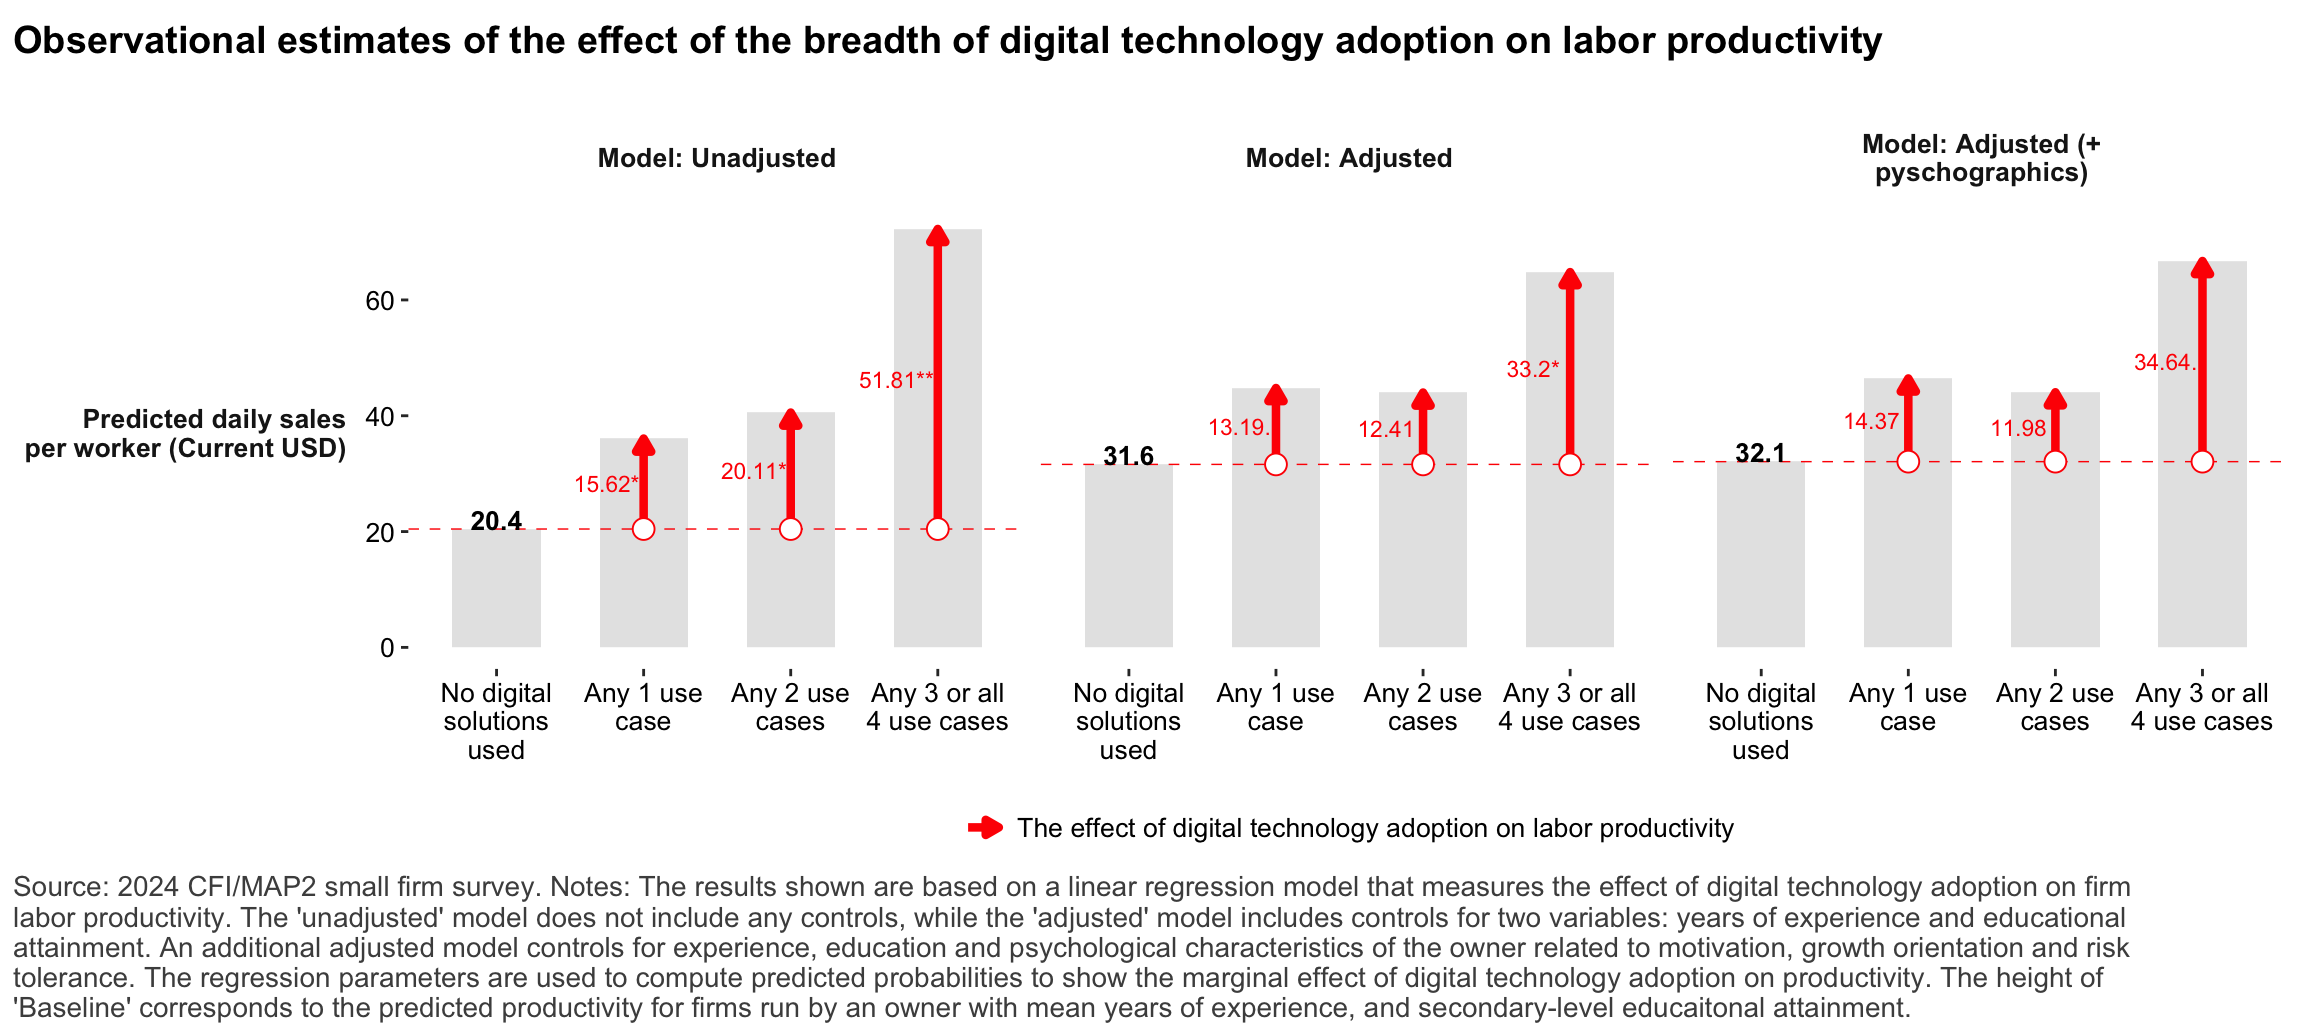 Observational estimates of the effect of the breadth of digital technology adoption on labor productivity
Model: Unadjusted
Model: Adjusted
Model: Adjusted (+
pyschographics)
Predicted daily sales
per worker (Current USD)
60
40
20
0
20.4
15.62*
20.11*
51.81**
31.6
13.19.
12.41
33.2*
32.1
14.37
11.98
34.64.
No digital
solutions
used
Any 1 use
case
Any 2 use
cases
Any 3 or all
4 use cases
No digital
solutions
used
Any 1 use
case
Any 2 use
cases
Any 3 or all
4 use cases
No digital
solutions
used
Any 1 use
case
Any 2 use
cases
Any 3 or all
4 use cases
The effect of digital technology adoption on labor productivity
Source: 2024 CFI/MAP2 small firm survey. Notes: The results shown are based on a linear regression model that measures the effect of digital technology adoption on firm
labor productivity. The 'unadjusted' model does not include any controls, while the 'adjusted' model includes controls for two variables: years of experience and educational
attainment. An additional adjusted model controls for experience, education and psychological characteristics of the owner related to motivation, growth orientation and risk
tolerance. The regression parameters are used to compute predicted probabilities to show the marginal effect of digital technology adoption on productivity. The height of
'Baseline' corresponds to the predicted productivity for firms run by an owner with mean years of experience, and secondary-level educaitonal attainment.